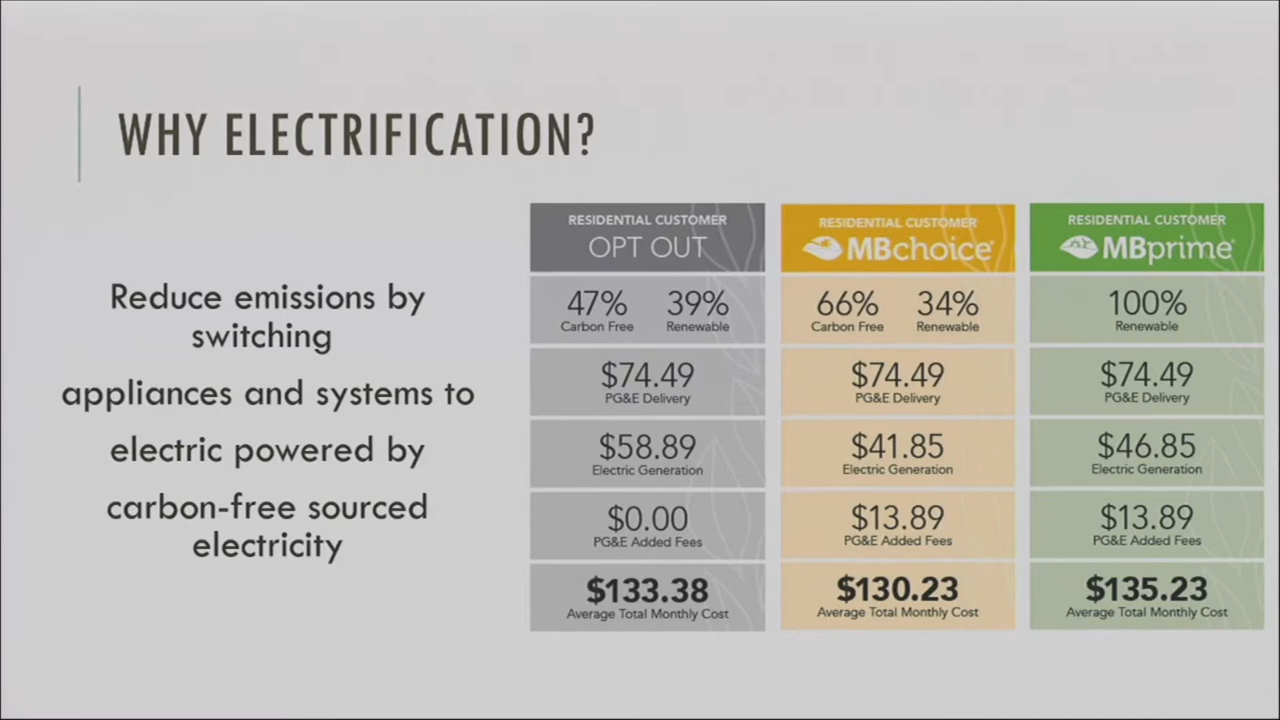 WHY ELECTRIFICATION?
Reduce emissions by
switching
appliances and systems to
electric powered by
carbon-free sourced
electricity
RESIDENTIAL CUSTOMER
OPT OUT
47% 39%
Carbon Free Renewable
$74.49
PG&E Delivery
$58.89
Electric Generation
$0.00
PG&E Added Fees
$133.38
Average Total Monthly Cost
RESIDENTIAL CUSTOMER
MBchoice®
66% 34%
Carbon Free Renewable
$74.49
PG&E Delivery
$41.85
Electric Generation
$13.89
PG&E Added Fees
$130.23
Average Total Monthly Cost
RESIDENTIAL CUSTOMER
MBprime®
100%
Renewable
$74.49
PG&E Delivery
$46.85
Electric Generation
$13.89
PG&E Added Fees
$135.23
Average Total Monthly Cost